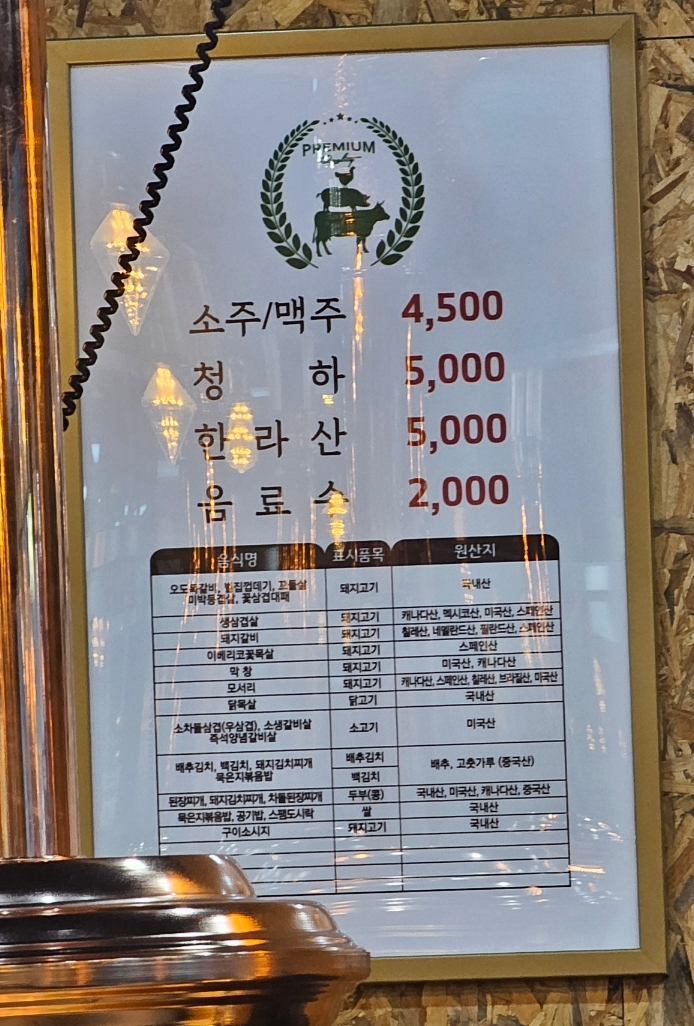 PREMIUM
소주/맥주 4,500
청 하 5,000
한 라 산 5,000
음 료 수 2,000
음식명 표시품목 원산지
오도독갈비, 벌집껍데기, 꼬들살
미박통겹살, 꽃삼겹대패 돼지고기 국내산
생삼겹살 돼지고기 캐나다산, 멕시코산, 미국산, 스페인산
돼지갈비 돼지고기 칠레산, 네덜란드산, 핀란드산, 스페인산
이베리코꽃목살 돼지고기 스페인산
막 창 돼지고기 미국산, 캐나다산
모서리 돼지고기 캐나다산, 스페인산, 칠레산, 브라질산, 미국산
닭목살 닭고기 국내산
소차돌삼겹(우삼겹), 소생갈비살
즉석양념갈비살 소고기 미국산
배추김치, 백김치, 돼지김치찌개
묵은지볶음밥 배추김치 백김치 배추, 고춧가루 (중국산)
된장찌개, 돼지김치찌개, 차돌된장찌개 두부(콩) 국내산, 미국산, 캐나다산, 중국산
묵은지볶음밥, 공기밥, 스팸도시락 쌀 국내산
구이소시지 돼지고기 국내산